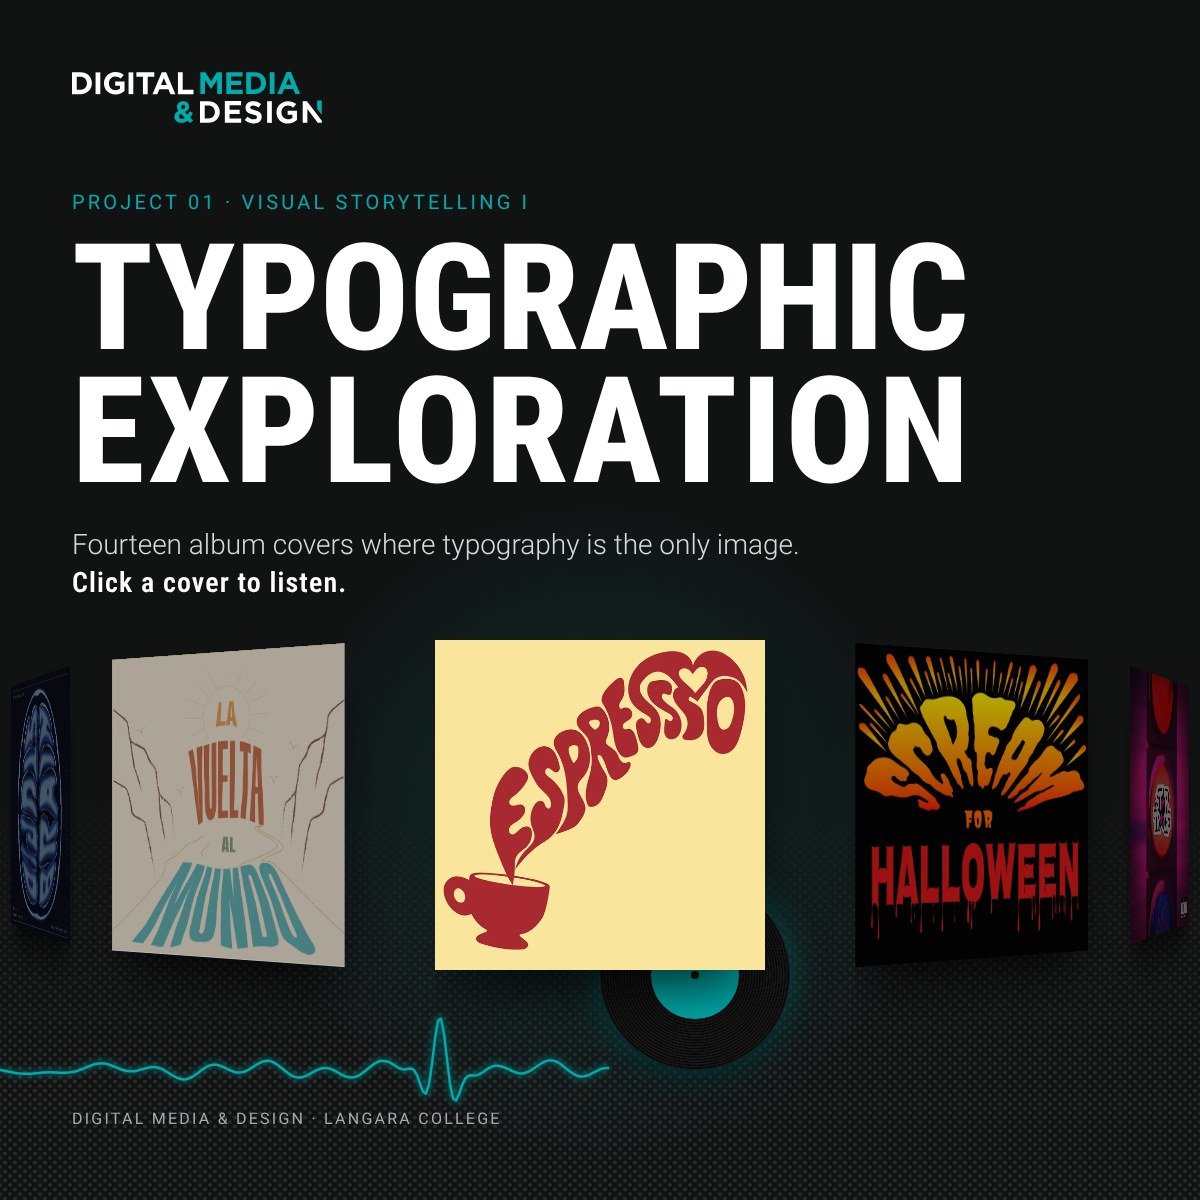 DIGITAL MEDIA
& DESIGN
PROJECT 01 · VISUAL STORYTELLING I
TYPOGRAPHIC
EXPLORATION
Fourteen album covers where typography is the only image.
Click a cover to listen.
LA
VUELTA
AL
MUNDO
ESPRESSO
SCREAM
FOR
HALLOWEEN
DIGITAL MEDIA & DESIGN · LANGARA COLLEGE